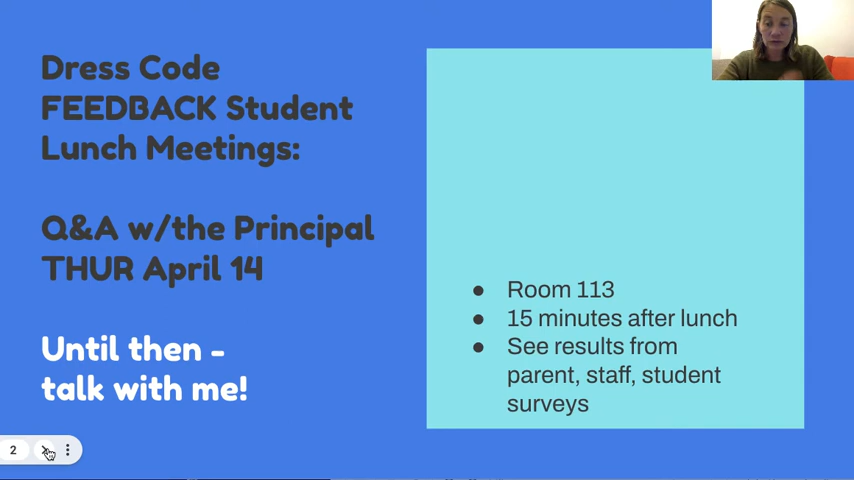 Dress Code
FEEDBACK Student
Lunch Meetings:
Q&A w/the Principal
THUR April 14
Until then -
talk with me!
● Room 113
● 15 minutes after lunch
● See results from
parent, staff, student
surveys
2